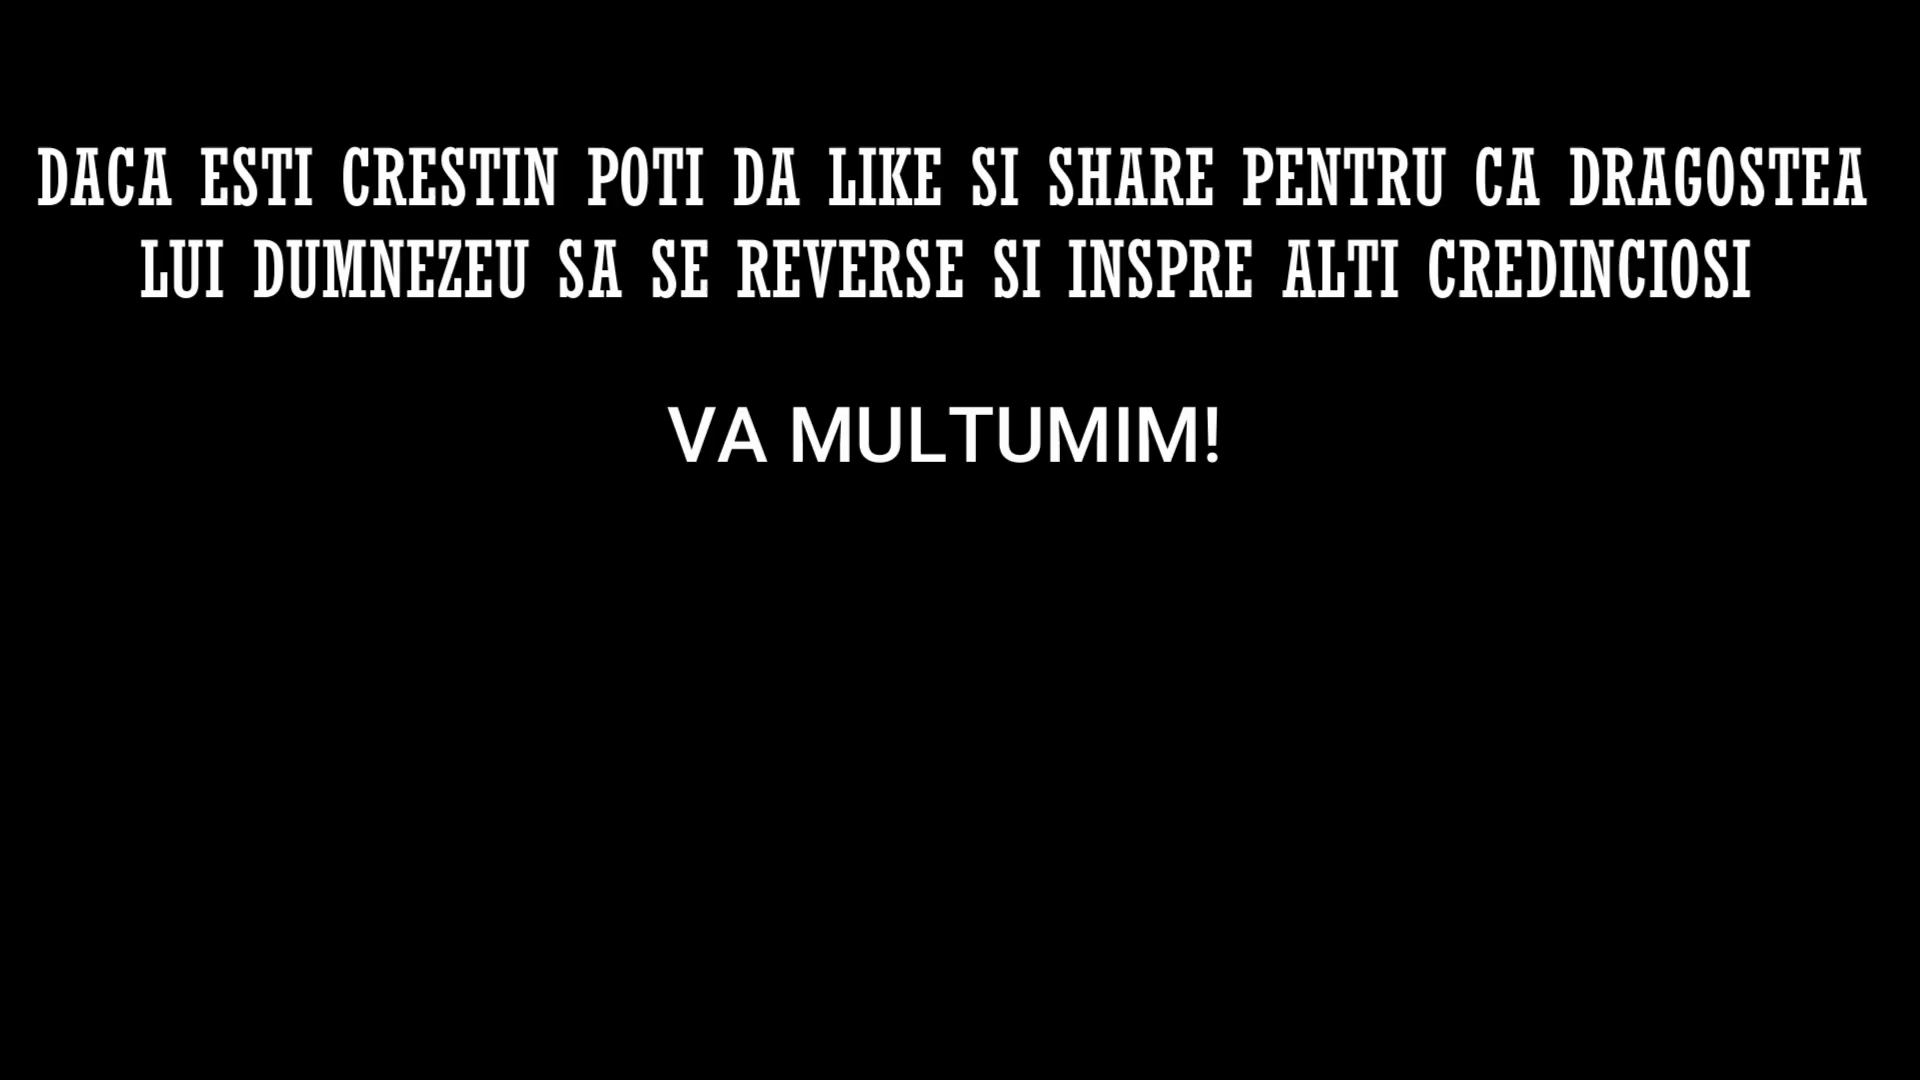 DACA ESTI CRESTIN POTI DA LIKE SI SHARE PENTRU CA DRAGOSTEA
LUI DUMNEZEU SA SE REVERSE SI INSPRE ALTI CREDINCIOSI
VA MULTUMIM!